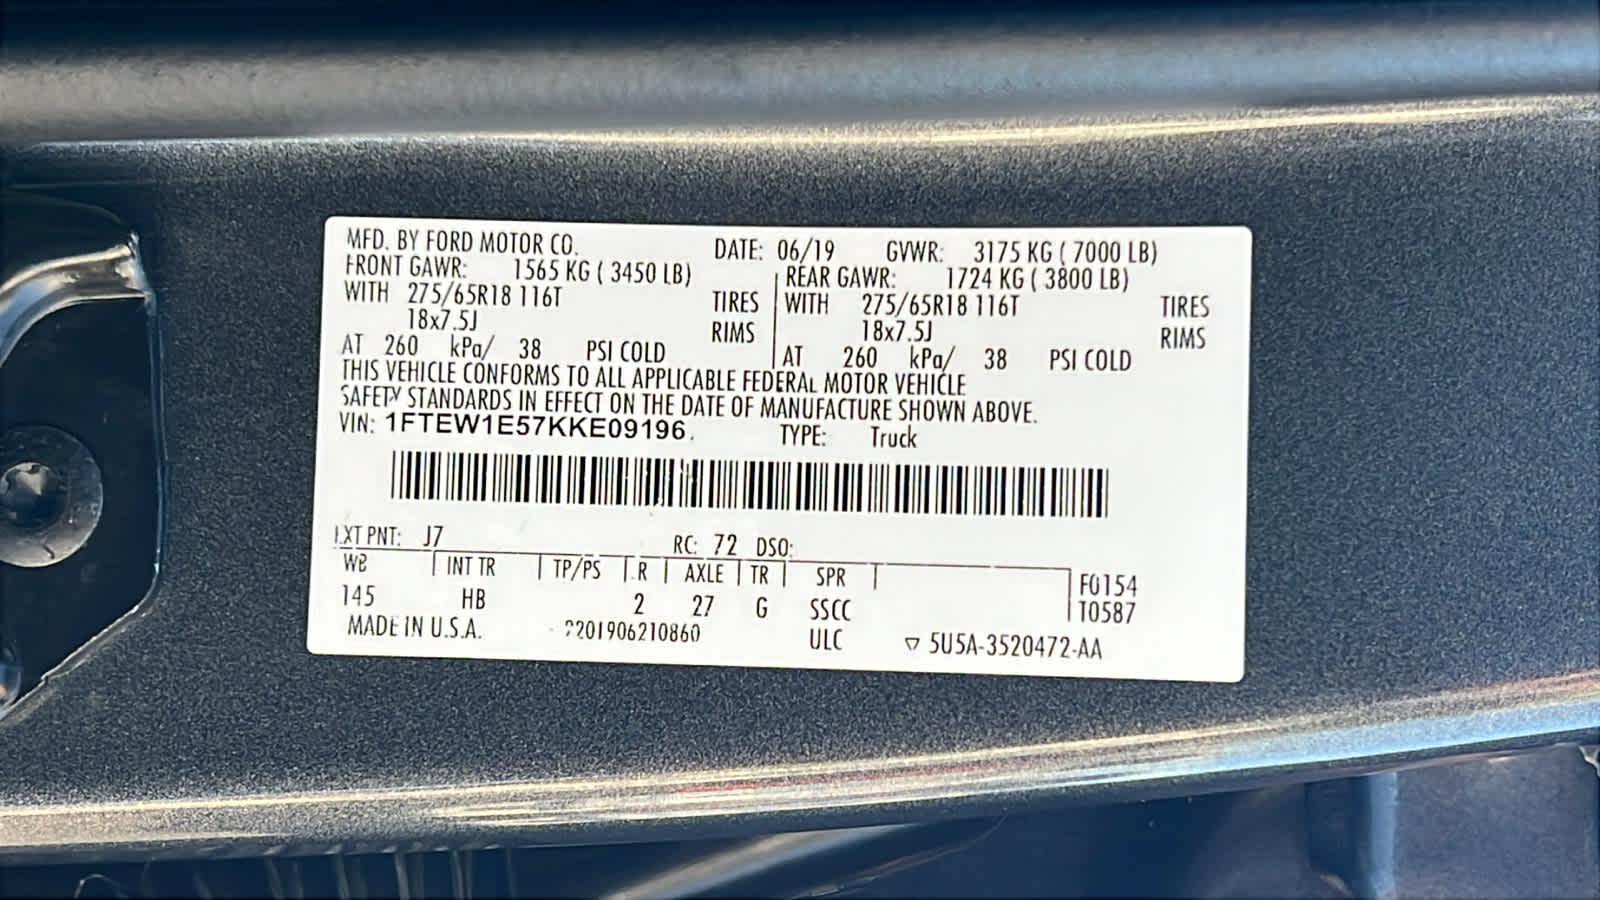 MFD. BY FORD MOTOR CO. DATE: 06/19 GVWR: 3175 KG ( 7000 LB)
FRONT GAWR: 1565 KG ( 3450 LB) REAR GAWR: 1724 KG ( 3800 LB)
WITH 275/65R18 116T TIRES WITH 275/65R18 116T TIRES
18x7.5J RIMS 18x7.5J RIMS
AT 260 kPa/ 38 PSI COLD AT 260 kPa/ 38 PSI COLD
THIS VEHICLE CONFORMS TO ALL APPLICABLE FEDERAL MOTOR VEHICLE
SAFETY STANDARDS IN EFFECT ON THE DATE OF MANUFACTURE SHOWN ABOVE.
VIN: 1FTEW1E57KKE09196 TYPE: Truck
EXT PNT: J7 RC: 72 DSO:
WB INT TR TP/PS R AXLE TR SPR F0154
145 HB 2 27 G SSCC T0587
MADE IN U.S.A. 201906210860 ULC ▽ 5U5A-3520472-AA